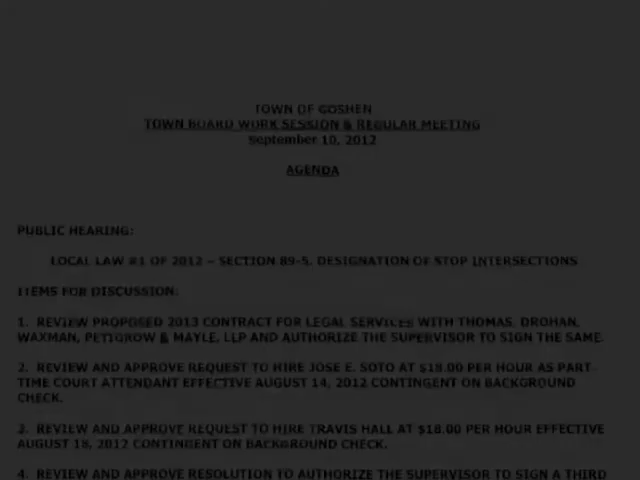 TOWN OF GOSHEN
TOWN BOARD WORK SESSION & REGULAR MEETING
September 10, 2012
AGENDA
PUBLIC HEARING:
LOCAL LAW #1 OF 2012 – SECTION 89-5. DESIGNATION OF STOP INTERSECTIONS
ITEMS FOR DISCUSSION:
1. REVIEW PROPOSED 2013 CONTRACT FOR LEGAL SERVICES WITH THOMAS, DROHAN,
WAXMAN, PETIGROW & MAYLE, LLP AND AUTHORIZE THE SUPERVISOR TO SIGN THE SAME.
2. REVIEW AND APPROVE REQUEST TO HIRE JOSE E. SOTO AT $18.00 PER HOUR AS PART-
TIME COURT ATTENDANT EFFECTIVE AUGUST 14, 2012 CONTINGENT ON BACKGROUND
CHECK.
3. REVIEW AND APPROVE REQUEST TO HIRE TRAVIS HALL AT $18.00 PER HOUR EFFECTIVE
AUGUST 18, 2012 CONTINGENT ON BACKGROUND CHECK.
4. REVIEW AND APPROVE RESOLUTION TO AUTHORIZE THE SUPERVISOR TO SIGN A THIRD